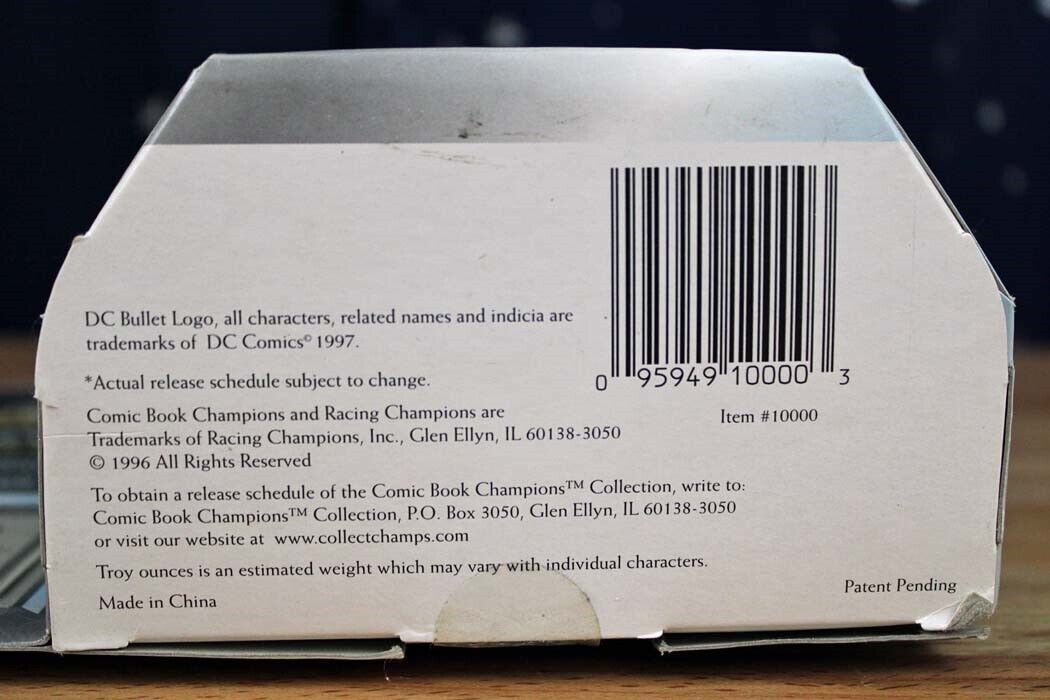 DC Bullet Logo, all characters, related names and indicia are
trademarks of DC Comics© 1997.
*Actual release schedule subject to change.
Comic Book Champions and Racing Champions are
Trademarks of Racing Champions, Inc., Glen Ellyn, IL 60138-3050
© 1996 All Rights Reserved
To obtain a release schedule of the Comic Book Champions™ Collection, write to:
Comic Book Champions™ Collection, P.O. Box 3050, Glen Ellyn, IL 60138-3050
or visit our website at www.collectchamps.com
Troy ounces is an estimated weight which may vary with individual characters.
Made in China
0 95949 10000 3
Item #10000
Patent Pending